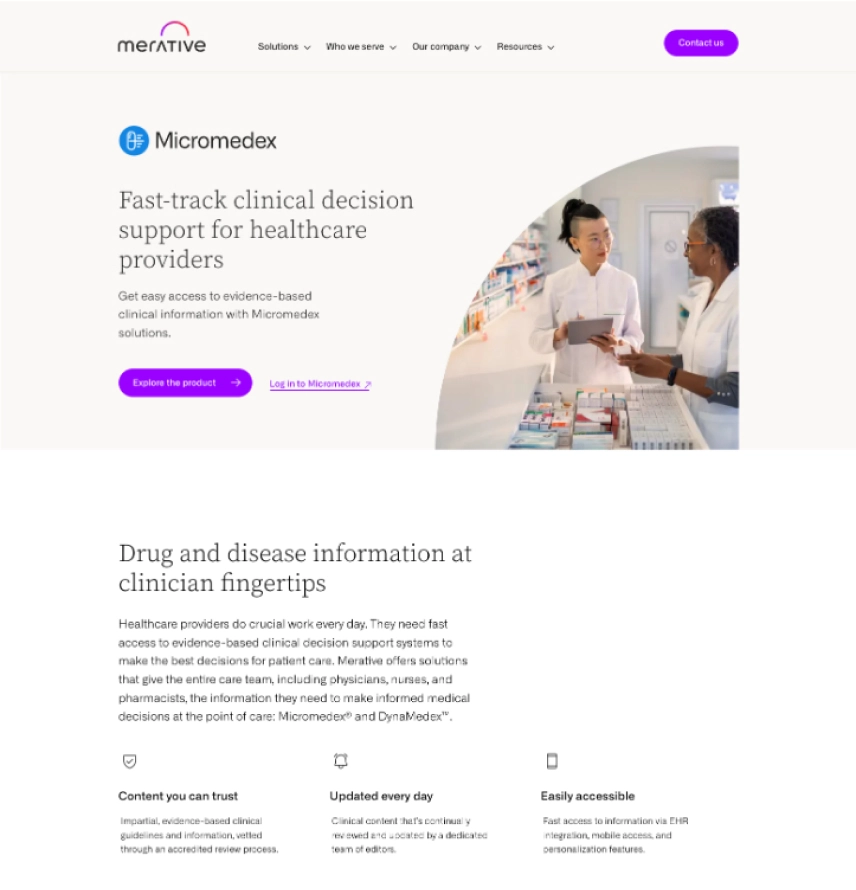 merative
Solutions Who we serve Our company Resources
Contact us
Micromedex
Fast-track clinical decision
support for healthcare
providers
Get easy access to evidence-based
clinical information with Micromedex
solutions.
Explore the product → Log in to Micromedex ↗
Drug and disease information at
clinician fingertips
Healthcare providers do crucial work every day. They need fast
access to evidence-based clinical decision support systems to
make the best decisions for patient care. Merative offers solutions
that give the entire care team, including physicians, nurses, and
pharmacists, the information they need to make informed medical
decisions at the point of care: Micromedex® and DynaMedex™.
Content you can trust
Impartial, evidence-based clinical
guidelines and information, vetted
through an accredited review process.
Updated every day
Clinical content that's continually
reviewed and updated by a dedicated
team of editors.
Easily accessible
Fast access to information via EHR
integration, mobile access, and
personalization features.